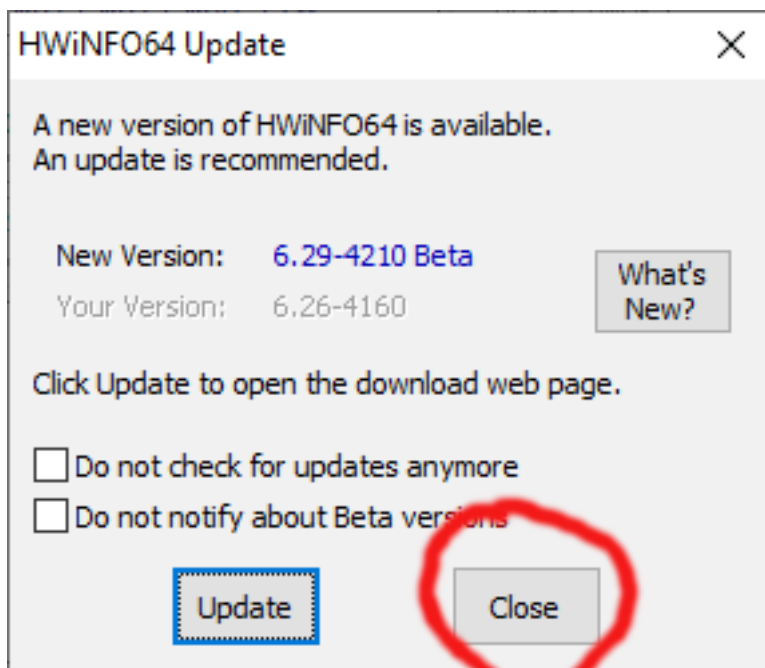 HWiNFO64 Update
A new version of HWiNFO64 is available.
An update is recommended.
New Version: 6.29-4210 Beta
Your Version: 6.26-4160
What's
New?
Click Update to open the download web page.
Do not check for updates anymore
Do not notify about Beta versions
Update Close